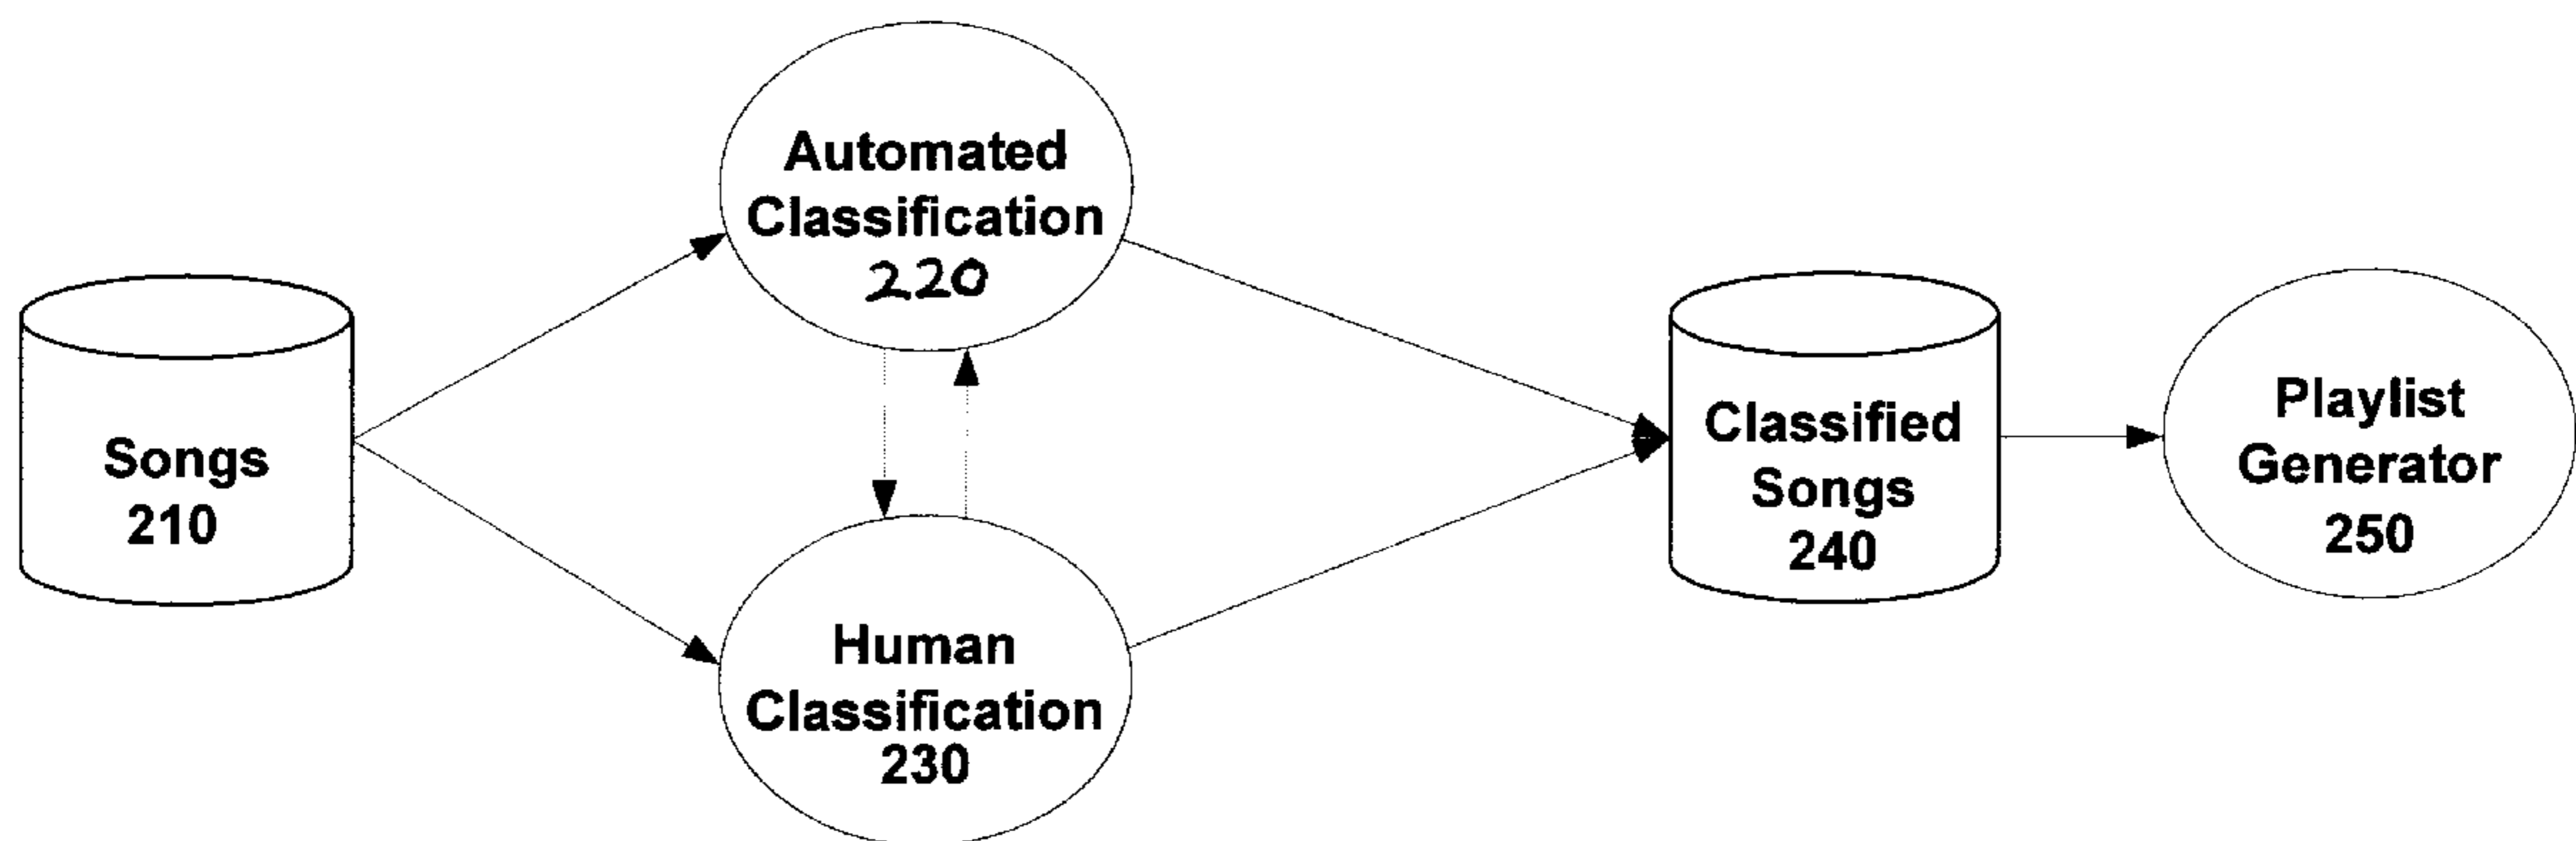 Songs
210
Automated
Classification
220
Human
Classification
230
Classified
Songs
240
Playlist
Generator
250